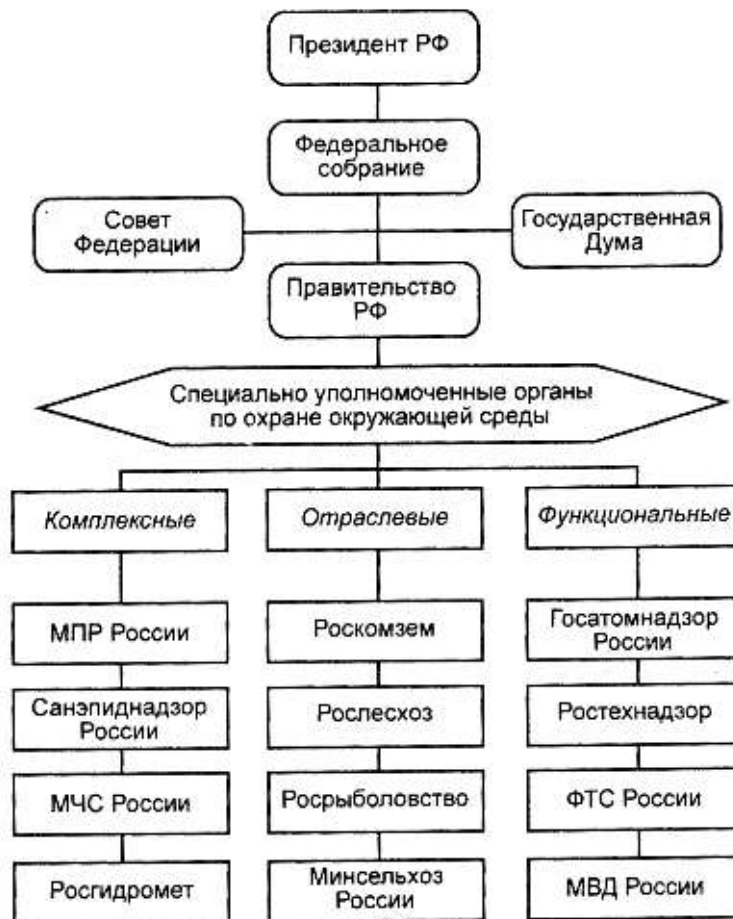 Президент РФ
Федеральное
собрание
Совет
Федерации
Государственная
Дума
Правительство
РФ
Специально уполномоченные органы
по охране окружающей среды
Комплексные
Отраслевые
Функциональные
МПР России
Роскомзем
Госатомнадзор
России
Санэпиднадзор
России
Рослесхоз
Ростехнадзор
МЧС России
Росрыболовство
ФТС России
Росгидромет
Минсельхоз
России
МВД России